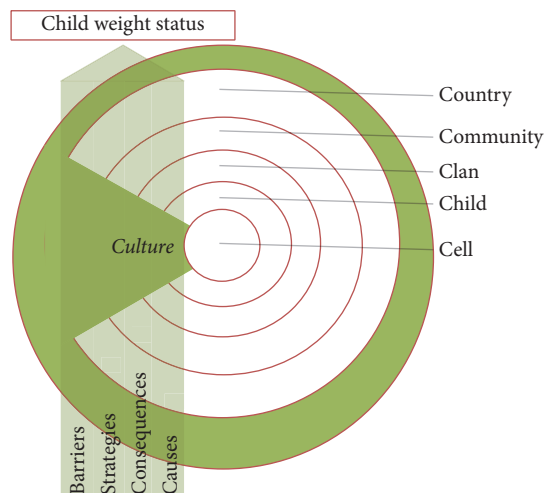 Child weight status
Country
Community
Clan
Child
Culture
Cell
Barriers
Strategies
Consequences
Causes